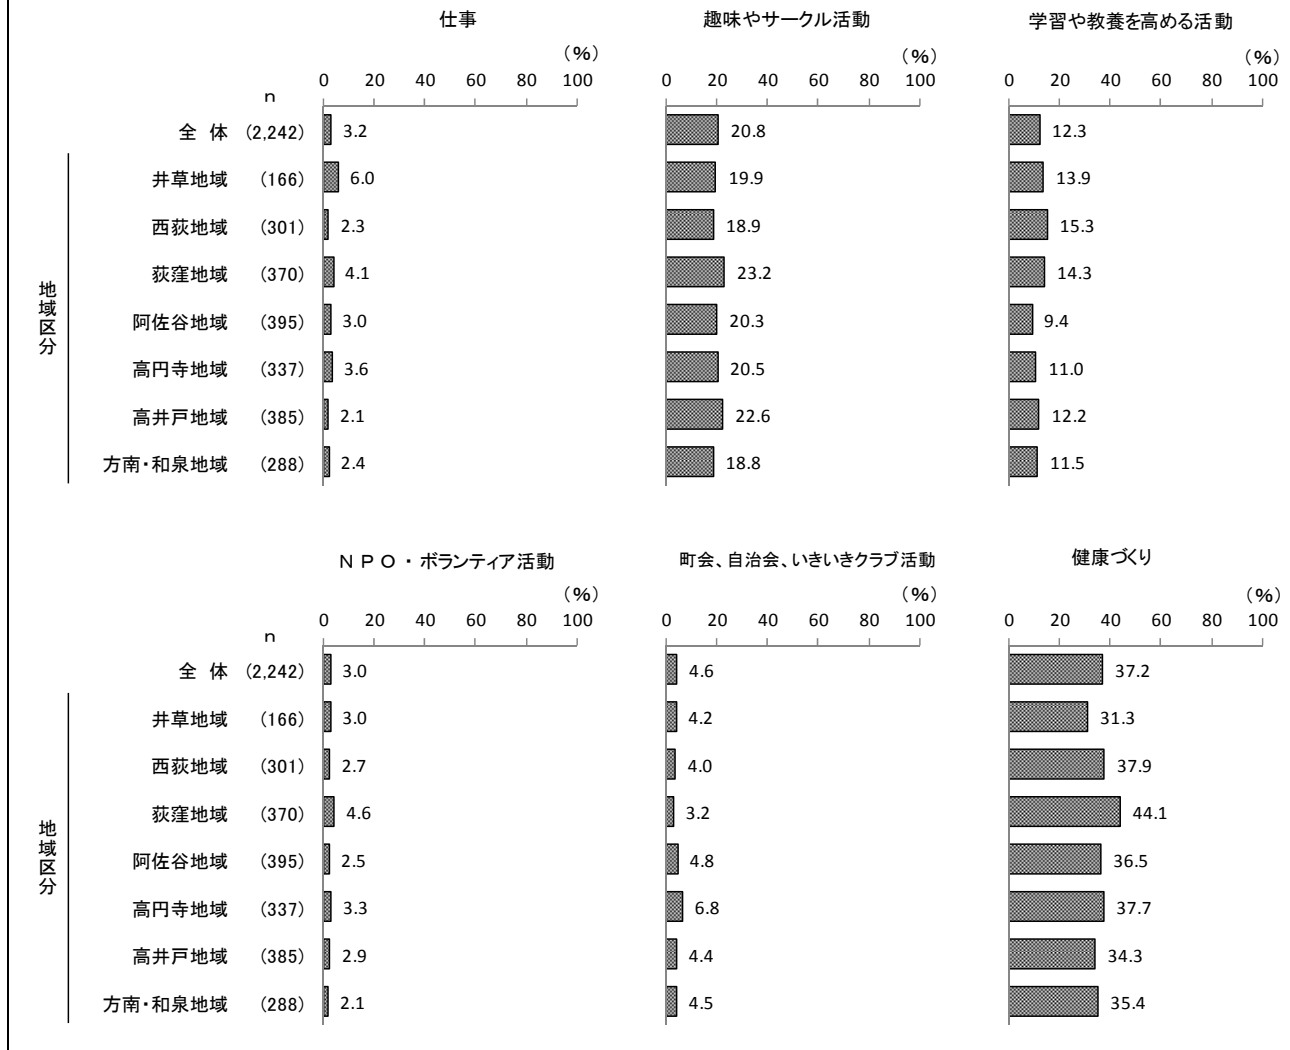 仕事 趣味やサークル活動 学習や教養を高める活動
(%) (%) (%)
0 20 40 60 80 100 0 20 40 60 80 100 0 20 40 60 80 100
n
全 体 (2,242) 3.2 20.8 12.3
井草地域 (166) 6.0 19.9 13.9
西荻地域 (301) 2.3 18.9 15.3
荻窪地域 (370) 4.1 23.2 14.3
地域区分
阿佐谷地域 (395) 3.0 20.3 9.4
高円寺地域 (337) 3.6 20.5 11.0
高井戸地域 (385) 2.1 22.6 12.2
方南・和泉地域 (288) 2.4 18.8 11.5
NPO・ボランティア活動 町会、自治会、いきいきクラブ活動 健康づくり
(%) (%) (%)
0 20 40 60 80 100 0 20 40 60 80 100 0 20 40 60 80 100
n
全 体 (2,242) 3.0 4.6 37.2
井草地域 (166) 3.0 4.2 31.3
西荻地域 (301) 2.7 4.0 37.9
荻窪地域 (370) 4.6 3.2 44.1
地域区分
阿佐谷地域 (395) 2.5 4.8 36.5
高円寺地域 (337) 3.3 6.8 37.7
高井戸地域 (385) 2.9 4.4 34.3
方南・和泉地域 (288) 2.1 4.5 35.4